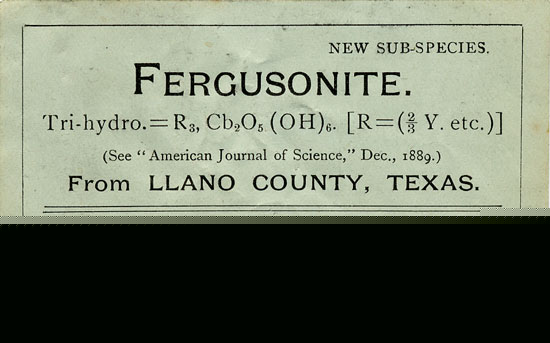 NEW SUB-SPECIES.
FERGUSONITE.
Tri-hydro.=R₃, Cb₂O₅ (OH)₆. [R=(⅔ Y. etc.)]
(See "American Journal of Science," Dec., 1889.)
From LLANO COUNTY, TEXAS.